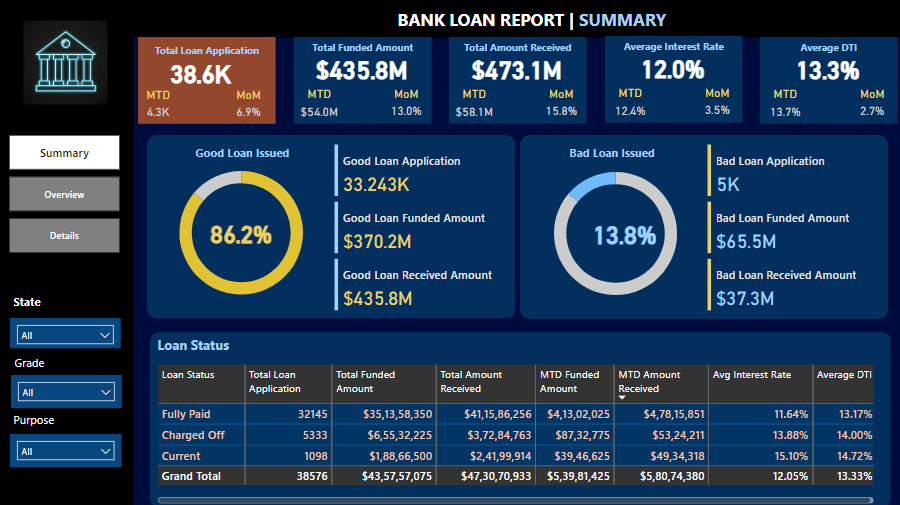 BANK LOAN REPORT | SUMMARY
Total Loan Application
38.6K
MTD MoM
4.3K 6.9%
Total Funded Amount
$435.8M
MTD MoM
$54.0M 13.0%
Total Amount Received
$473.1M
MTD MoM
$58.1M 15.8%
Average Interest Rate
12.0%
MTD MoM
12.4% 3.5%
Average DTI
13.3%
MTD MoM
13.7% 2.7%
Summary
Overview
Details
State
All
Grade
All
Purpose
All
Good Loan Issued
86.2%
Good Loan Application
33.243K
Good Loan Funded Amount
$370.2M
Good Loan Received Amount
$435.8M
Bad Loan Issued
13.8%
Bad Loan Application
5K
Bad Loan Funded Amount
$65.5M
Bad Loan Received Amount
$37.3M
Loan Status
Loan Status Total Loan Application Total Funded Amount Total Amount Received MTD Funded Amount MTD Amount Received Avg Interest Rate Average DTI
Fully Paid 32145 $35,13,58,350 $41,15,86,256 $4,13,02,025 $4,78,15,851 11.64% 13.17%
Charged Off 5333 $6,55,32,225 $3,72,84,763 $87,32,775 $53,24,211 13.88% 14.00%
Current 1098 $1,88,66,500 $2,41,99,914 $39,46,625 $49,34,318 15.10% 14.72%
Grand Total 38576 $43,57,57,075 $47,30,70,933 $5,39,81,425 $5,80,74,380 12.05% 13.33%